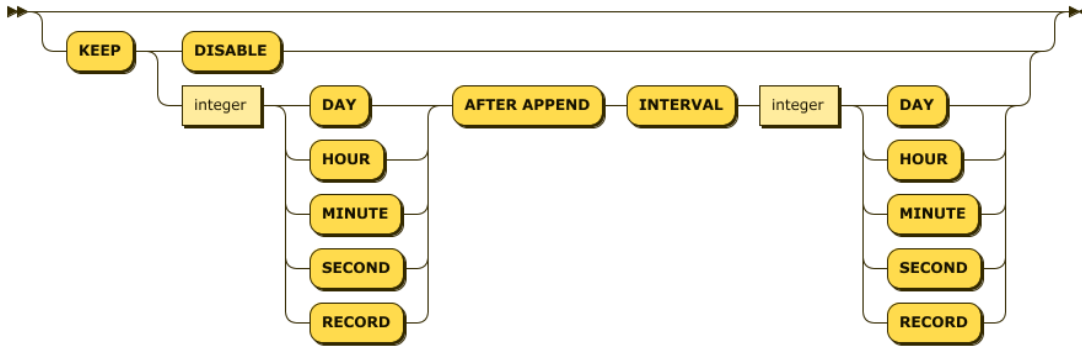 KEEP DISABLE
integer DAY AFTER APPEND INTERVAL integer DAY
HOUR HOUR
MINUTE MINUTE
SECOND SECOND
RECORD RECORD